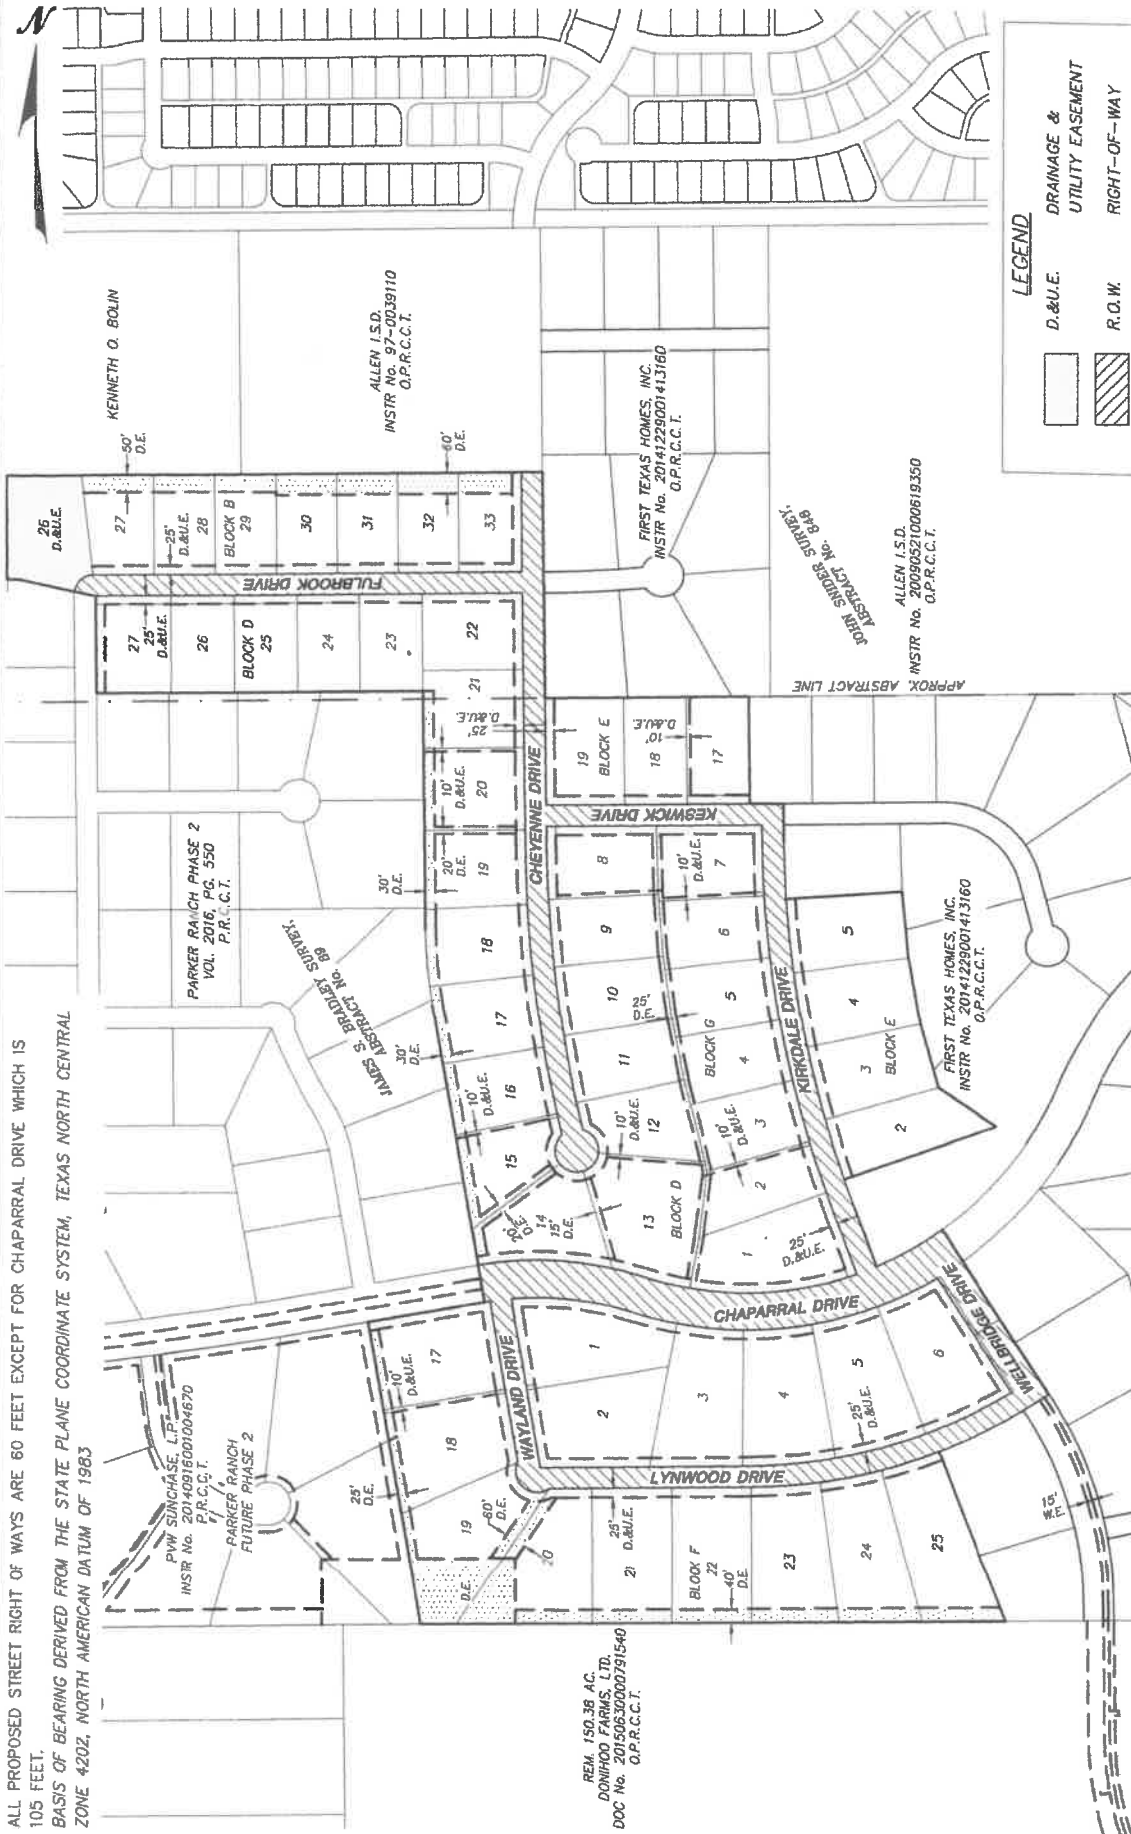 ALL PROPOSED STREET RIGHT OF WAYS ARE 60 FEET EXCEPT FOR CHAPARRAL DRIVE WHICH IS
105 FEET.
BASIS OF BEARING DERIVED FROM THE STATE PLANE COORDINATE SYSTEM, TEXAS NORTH CENTRAL
ZONE 4202, NORTH AMERICAN DATUM OF 1983
N
KENNETH O. BOLIN
ALLEN I.S.D.
INSTR No. 97-0039110
O.P.R.C.C.T.
50'
D.E.
60'
D.E.
26
D.&U.E.
27
25'
D.&U.E.
28
BLOCK B
29
30
31
32
33
FULBROOK DRIVE
27
25'
D.&U.E.
26
BLOCK D
25
24
23
22
21
25'
D.&U.E.
10'
D.&U.E.
20
20'
D.E.
19
30'
D.E.
18
17
30'
D.E.
10'
D.&U.E.
16
15
20'
D.E.
14
15'
D.E.
13
BLOCK D
10'
D.&U.E.
12
11
10
9
8
CHEYENNE DRIVE
PARKER RANCH PHASE 2
VOL. 2016, PG. 550
P.R.C.C.T.
JAMES S. BRADLEY SURVEY,
ABSTRACT No. 89
FIRST TEXAS HOMES, INC.
INSTR No. 20141229001413160
O.P.R.C.C.T.
JOHN SNIDER SURVEY,
ABSTRACT No. 848
ALLEN I.S.D.
INSTR No. 20090521000619350
O.P.R.C.C.T.
APPROX. ABSTRACT LINE
19
BLOCK E
18
10'
D.&U.E.
17
KESWICK DRIVE
10'
D.&U.E.
7
6
25'
D.E.
5
BLOCK G
4
10'
D.&U.E.
3
2
1
25'
D.&U.E.
KIRKDALE DRIVE
5
4
3
BLOCK E
2
FIRST TEXAS HOMES, INC.
INSTR No. 20141229001413160
O.P.R.C.C.T.
CHAPARRAL DRIVE
WELLBRIDGE DRIVE
WAYLAND DRIVE
LYNWOOD DRIVE
1
2
3
4
5
25'
D.&U.E.
6
PVW SUNCHASE, L.P.
INSTR No. 20140916001004670
P.R.C.C.T.
PARKER RANCH
FUTURE PHASE 2
17
10'
D.&U.E.
18
25'
D.E.
19
60'
D.E.
D.E.
20
25'
D.&U.E.
21
BLOCK F
22
40'
D.E.
23
24
25
15'
REM. 150.38 AC.
DONIHOO FARMS, LTD.
DOC No. 20150630000791540
O.P.R.C.C.T.
LEGEND
D.&U.E. DRAINAGE &
UTILITY EASEMENT
R.O.W. RIGHT-OF-WAY